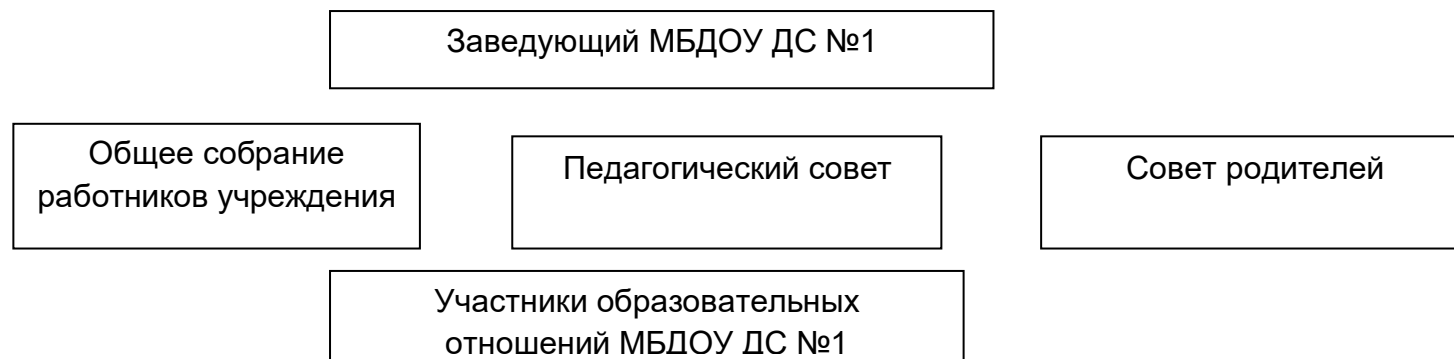 Заведующий МБДОУ ДС №1
Общее собрание
работников учреждения
Педагогический совет
Совет родителей
Участники образовательных
отношений МБДОУ ДС №1